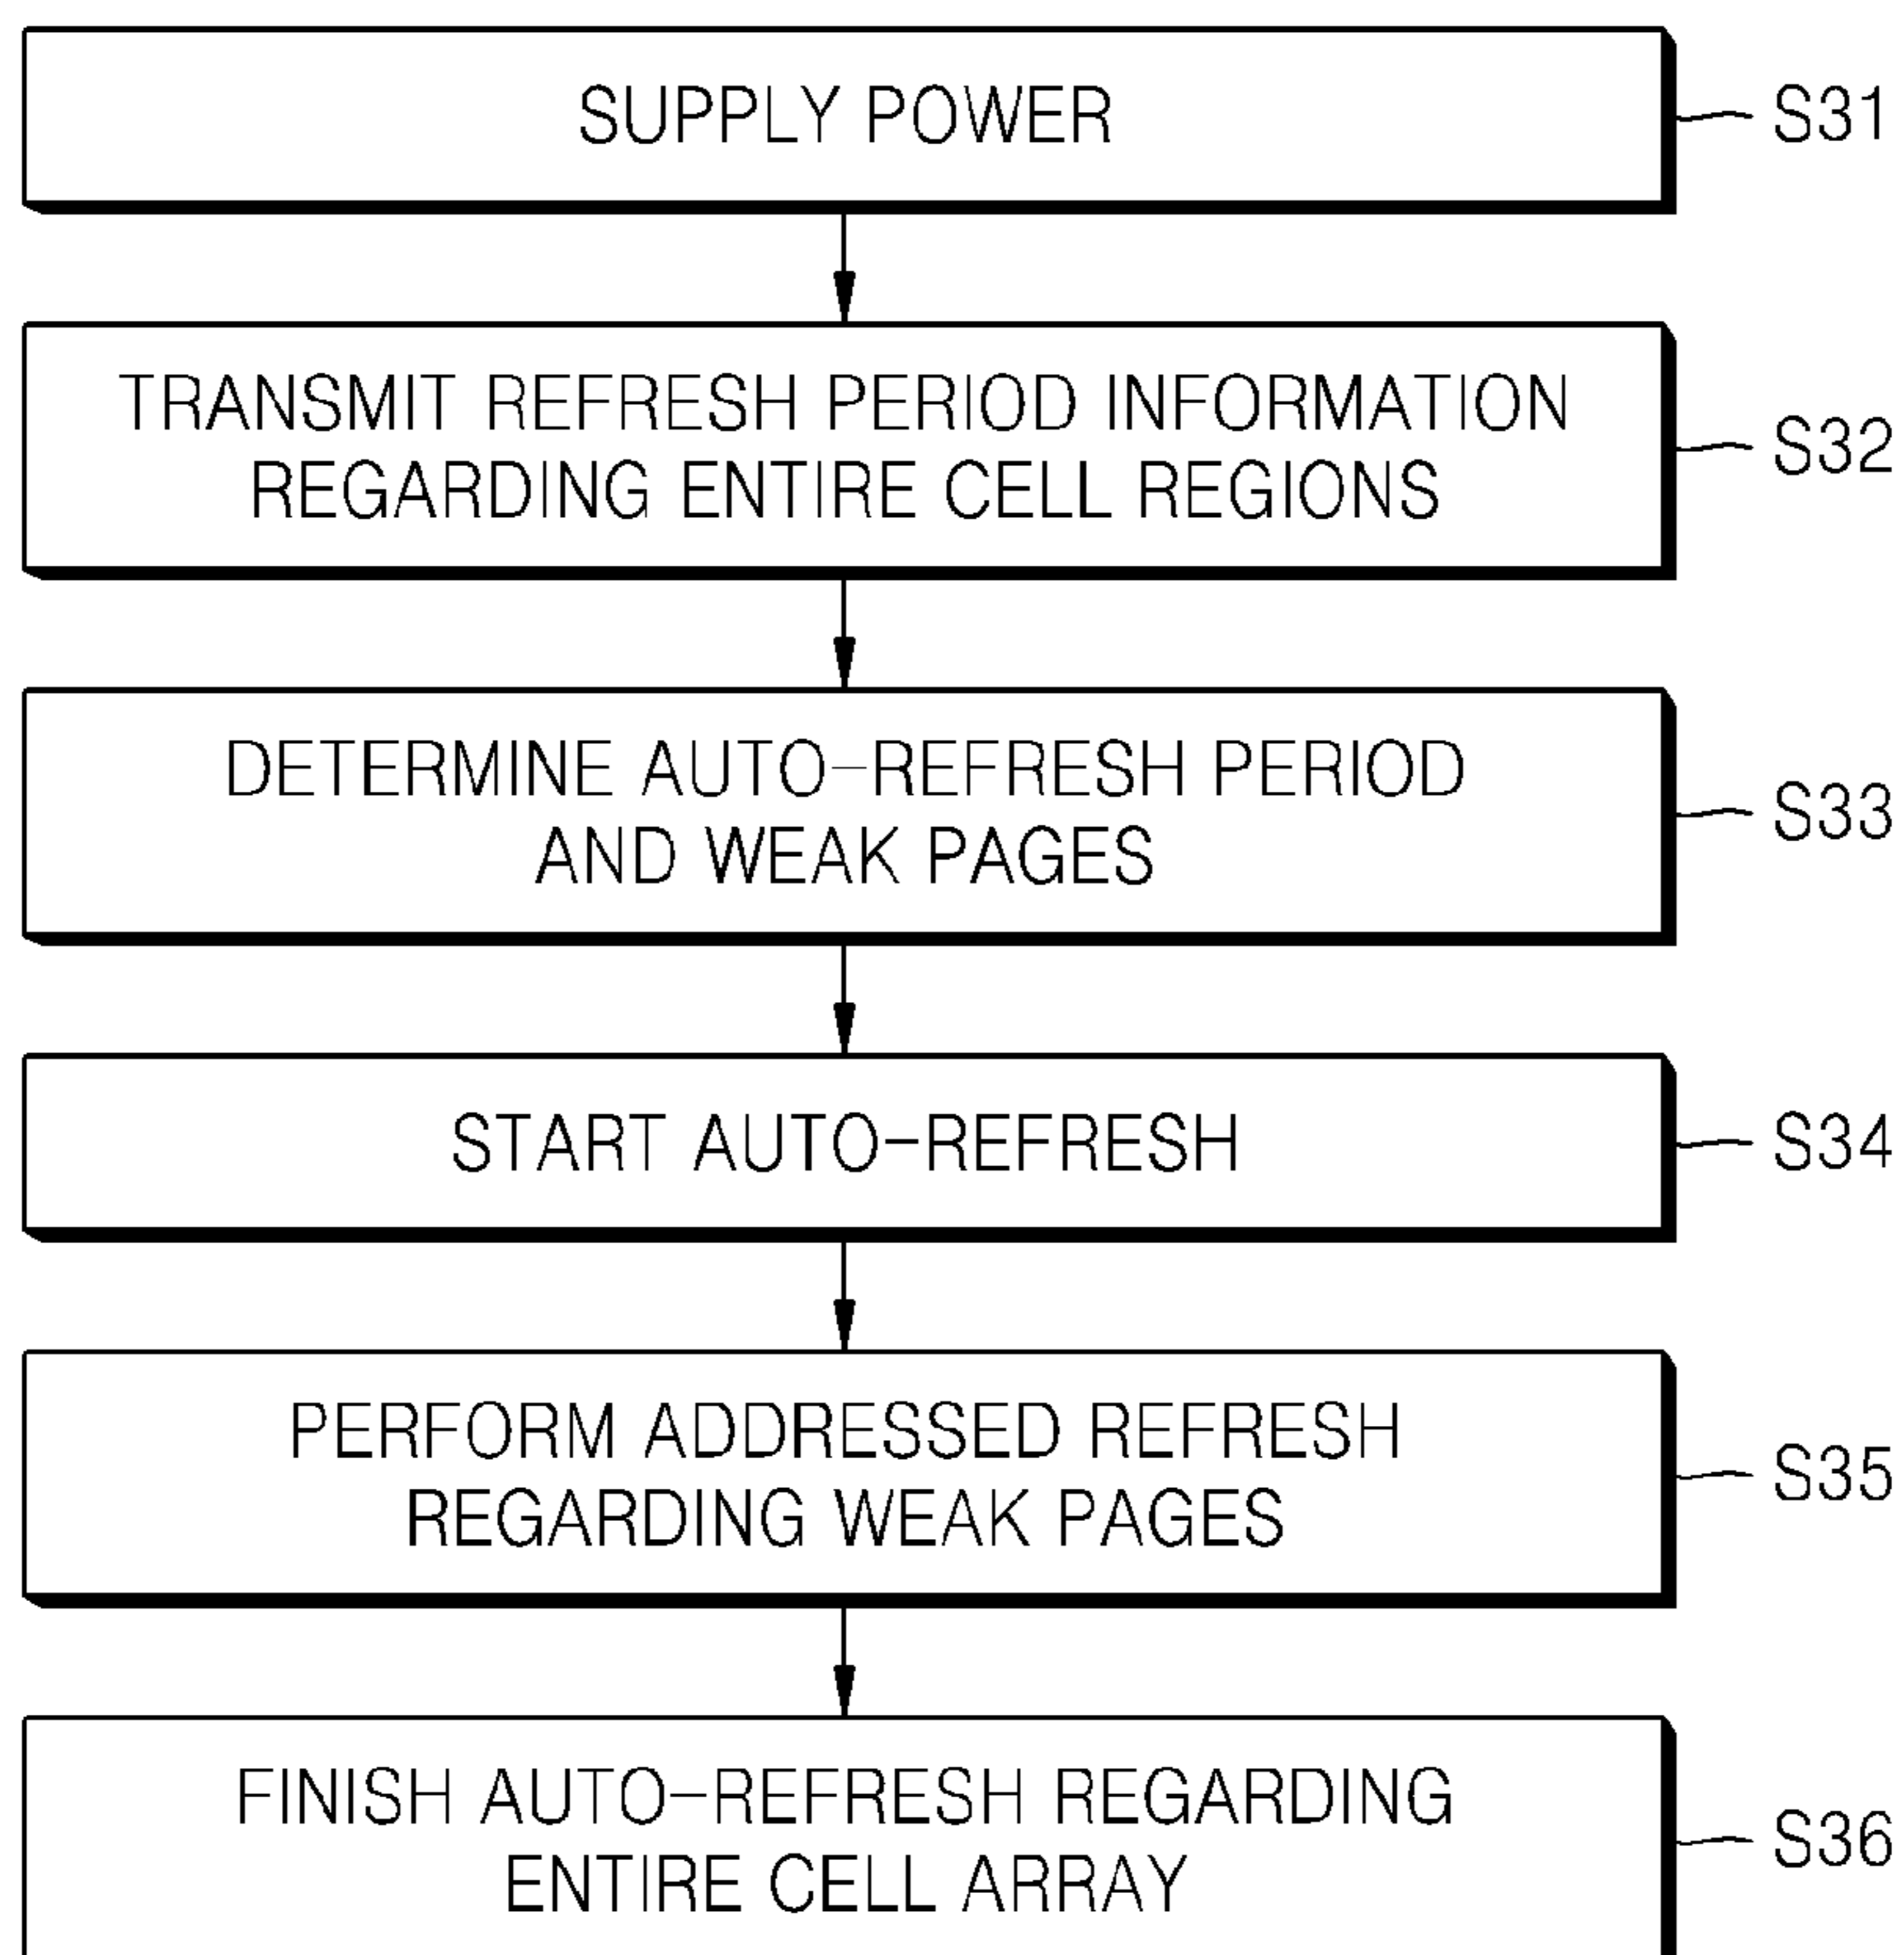 SUPPLY POWER
S31
TRANSMIT REFRESH PERIOD INFORMATION
REGARDING ENTIRE CELL REGIONS
S32
DETERMINE AUTO-REFRESH PERIOD
AND WEAK PAGES
S33
START AUTO-REFRESH
S34
PERFORM ADDRESSED REFRESH
REGARDING WEAK PAGES
S35
FINISH AUTO-REFRESH REGARDING
ENTIRE CELL ARRAY
S36